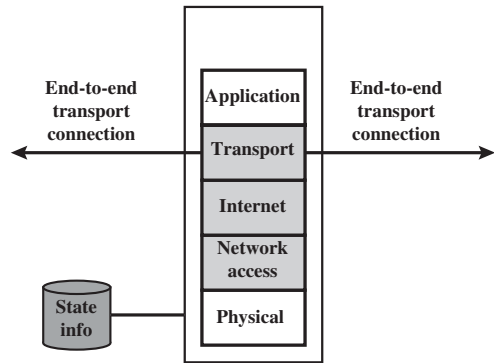 End-to-end
transport
connection
End-to-end
transport
connection
Application
Transport
Internet
Network
access
Physical
State
info